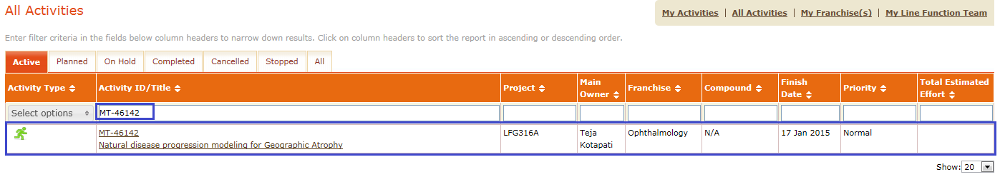 All Activities
My Activities | All Activities | My Franchise(s) | My Line Function Team
Enter filter criteria in the fields below column headers to narrow down results. Click on column headers to sort the report in ascending or descending order.
Active Planned On Hold Completed Cancelled Stopped All
Activity Type Activity ID/Title Project Main Owner Franchise Compound Finish Date Priority Total Estimated Effort
Select options MT-46142
MT-46142 LFG316A Teja Kotapati Ophthalmology N/A 17 Jan 2015 Normal
Natural disease progression modeling for Geographic Atrophy
Show: 20